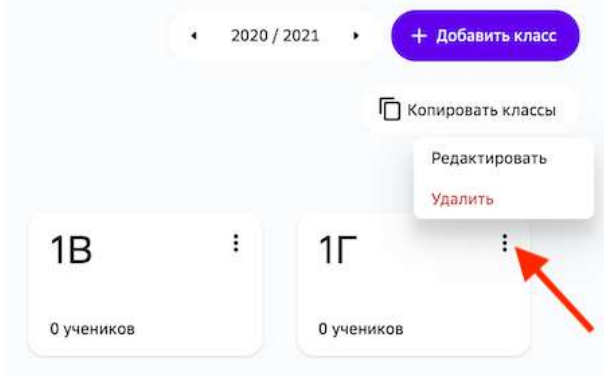 2020 / 2021
+ Добавить класс
Копировать классы
Редактировать
Удалить
1В
1Г
0 учеников
0 учеников